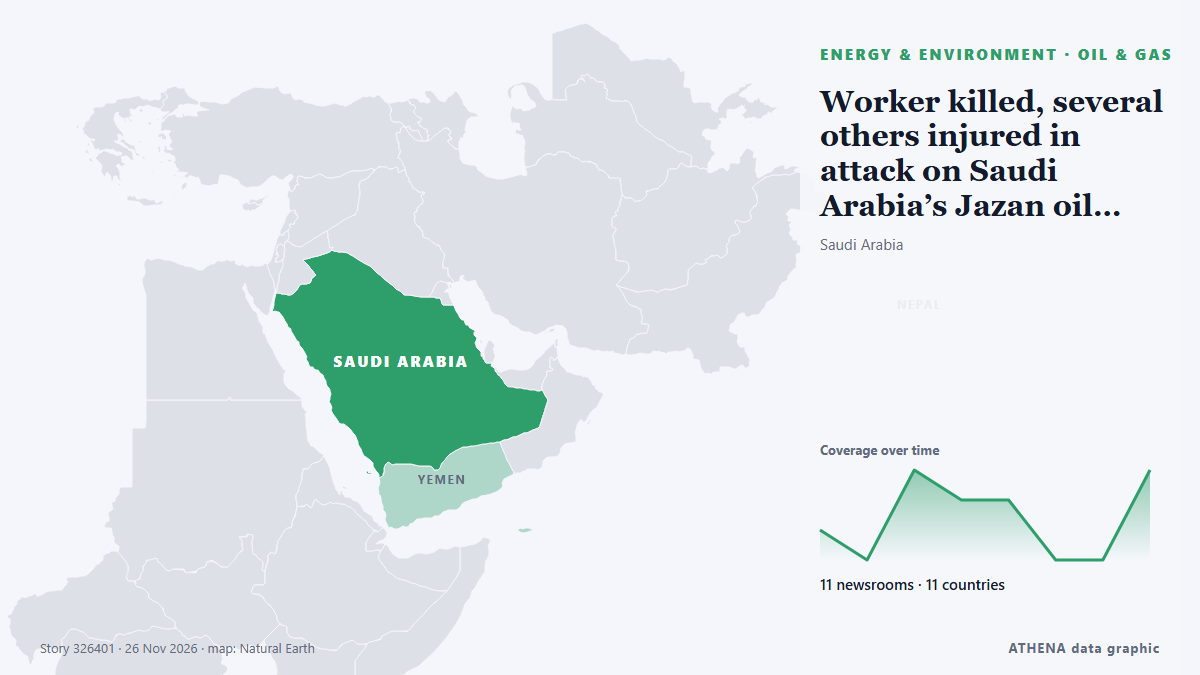 ENERGY & ENVIRONMENT · OIL & GAS
Worker killed, several
others injured in
attack on Saudi
Arabia’s Jazan oil…
Saudi Arabia
NEPAL
SAUDI ARABIA
YEMEN
Coverage over time
11 newsrooms · 11 countries
Story 326401 · 26 Nov 2026 · map: Natural Earth
ATHENA data graphic